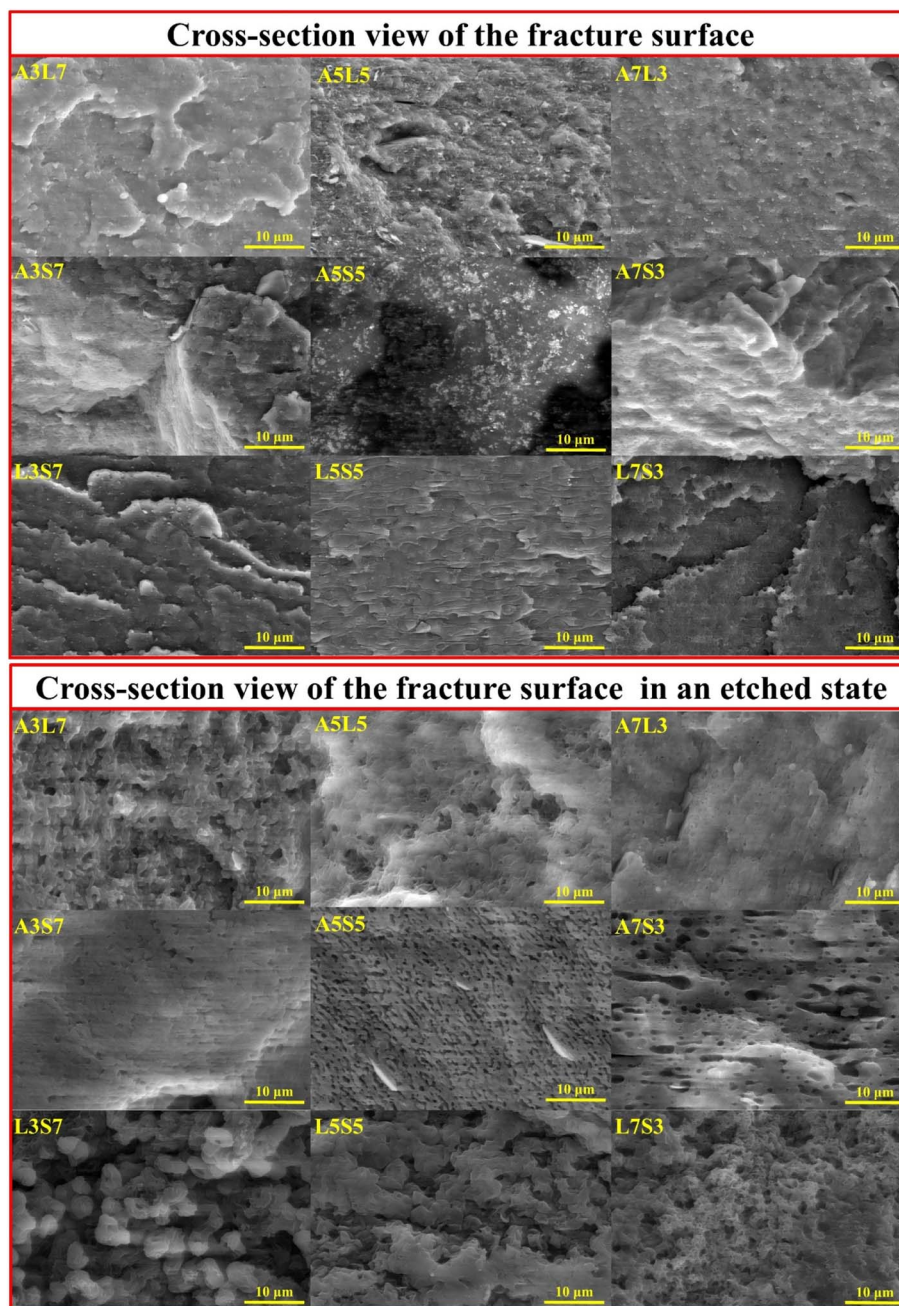 Cross-section view of the fracture surface
A3L7
A5L5
A7L3
10 µm
10 µm
10 µm
A3S7
A5S5
A7S3
10 µm
10 µm
10 µm
L3S7
L5S5
L7S3
10 µm
10 µm
10 µm
Cross-section view of the fracture surface in an etched state
A3L7
A5L5
A7L3
10 µm
10 µm
10 µm
A3S7
A5S5
A7S3
10 µm
10 µm
10 µm
L3S7
L5S5
L7S3
10 µm
10 µm
10 µm